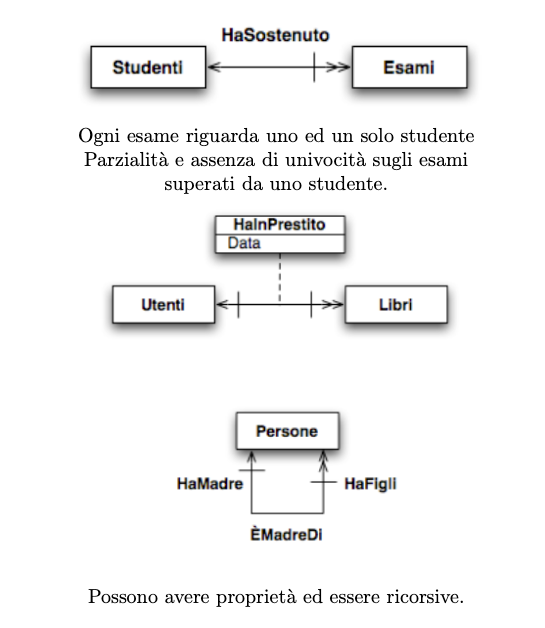 HaSostenuto
Studenti
Esami
Ogni esame riguarda uno ed un solo studente
Parzialità e assenza di univocità sugli esami
superati da uno studente.
HaInPrestito
Data
Utenti
Libri
Persone
HaMadre
HaFigli
ÈMadreDi
Possono avere proprietà ed essere ricorsive.